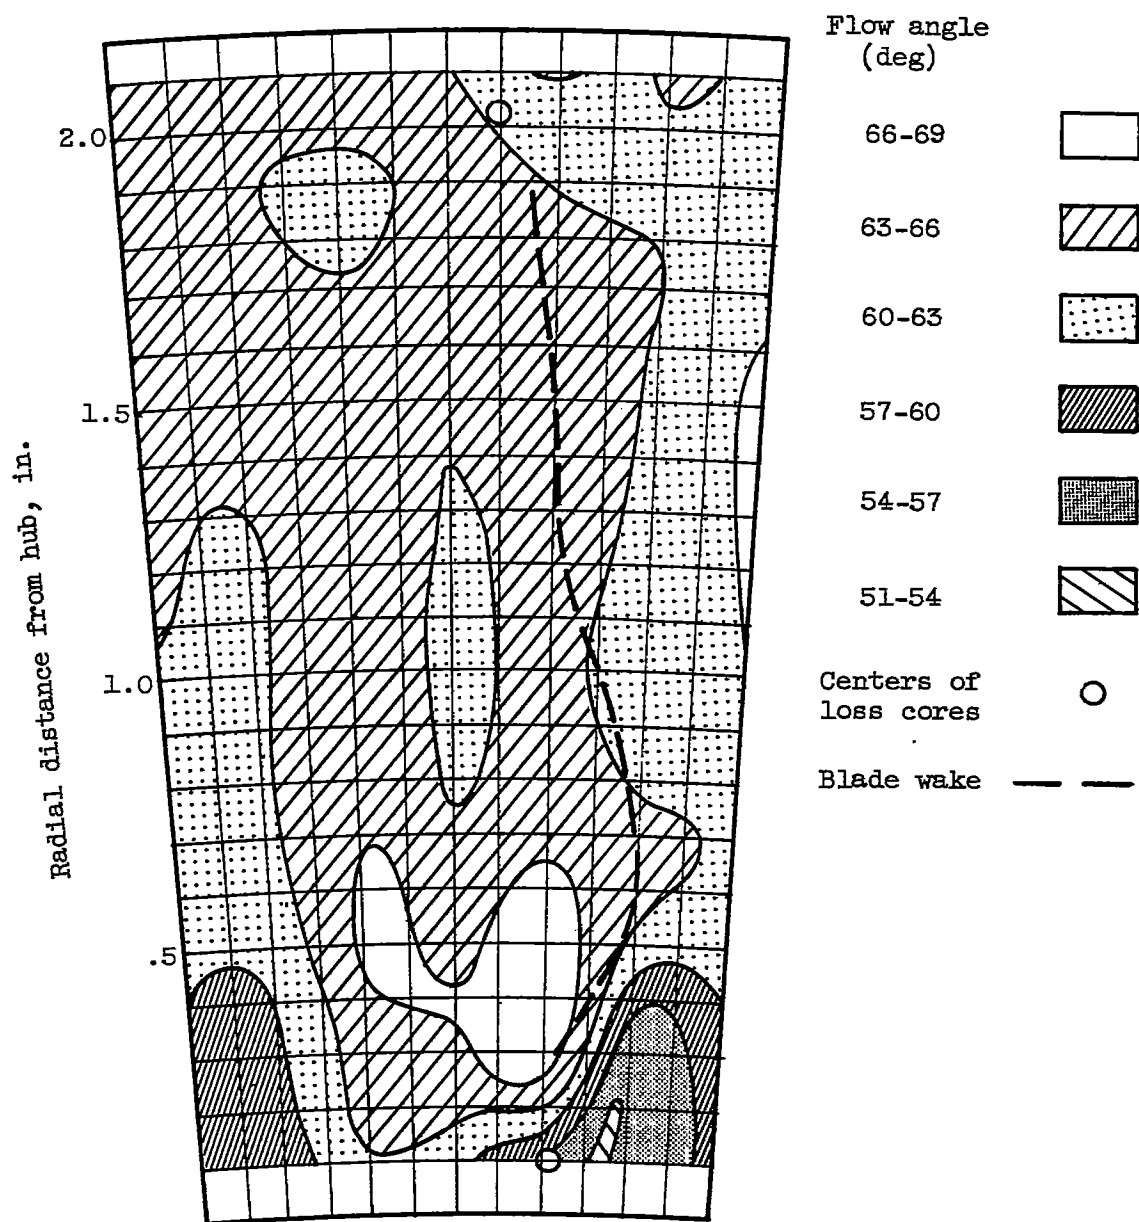 Flow angle
(deg)
66-69
63-66
60-63
57-60
54-57
51-54
Centers of
loss cores
Blade wake
Radial distance from hub, in.
2.0
1.5
1.0
.5